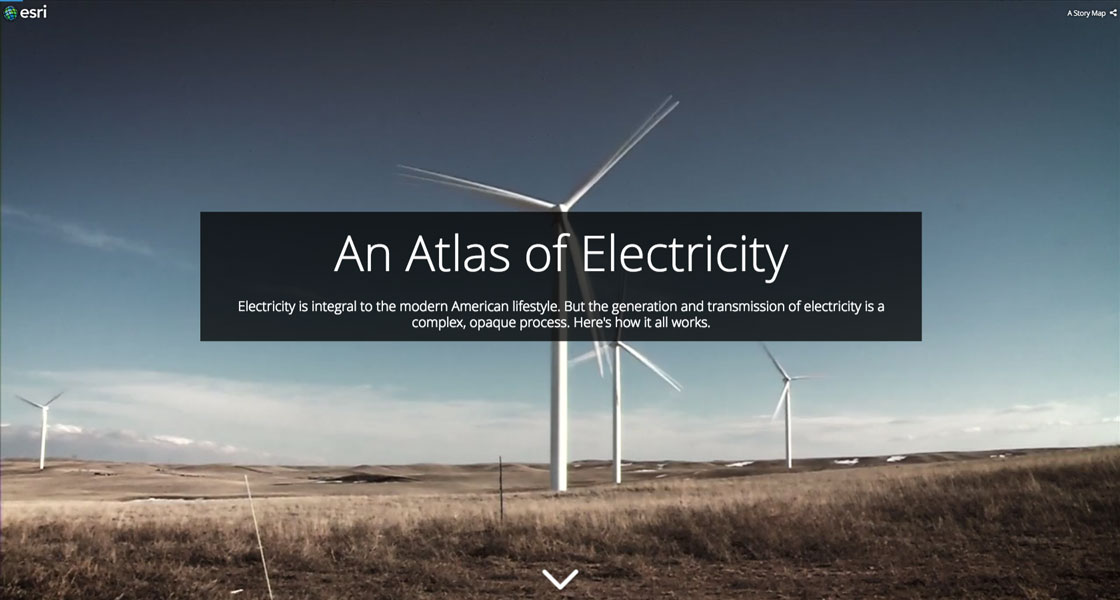 esri
A Story Map
An Atlas of Electricity
Electricity is integral to the modern American lifestyle. But the generation and transmission of electricity is a
complex, opaque process. Here's how it all works.